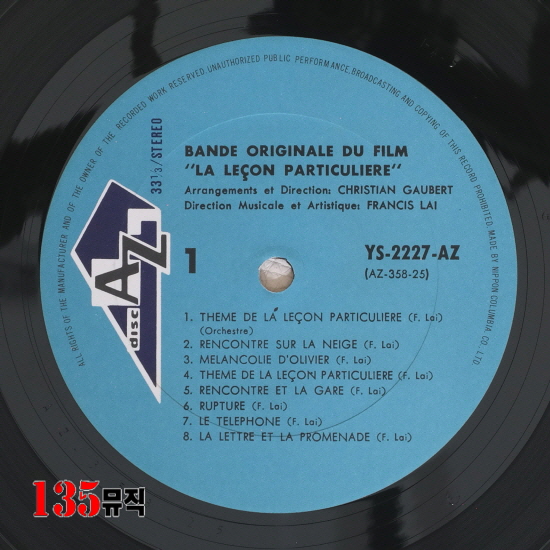 ALL RIGHTS OF THE MANUFACTURER AND OF THE OWNER OF THE RECORDED WORK RESERVED. UNAUTHORIZED PUBLIC PERFORMANCE, BROADCASTING AND COPYING OF THIS RECORD PROHIBITED. MADE BY NIPPON COLUMBIA CO., LTD
33⅓/STEREO
BANDE ORIGINALE DU FILM
"LA LEÇON PARTICULIERE"
Arrangements et Direction: CHRISTIAN GAUBERT
Direction Musicale et Artistique: FRANCIS LAI
disc AZ
1
YS-2227-AZ
(AZ-358-25)
1. THEME DE LA LEÇON PARTICULIERE (F. Lai)
(Orchestre)
2. RENCONTRE SUR LA NEIGE (F. Lai)
3. MELANCOLIE D'OLIVIER (F. Lai)
4. THEME DE LA LEÇON PARTICULIERE (F. Lai)
5. RENCONTRE ET LA GARE (F. Lai)
6. RUPTURE (F. Lai)
7. LE TELEPHONE (F. Lai)
8. LA LETTRE ET LA PROMENADE (F. Lai)
135뮤직